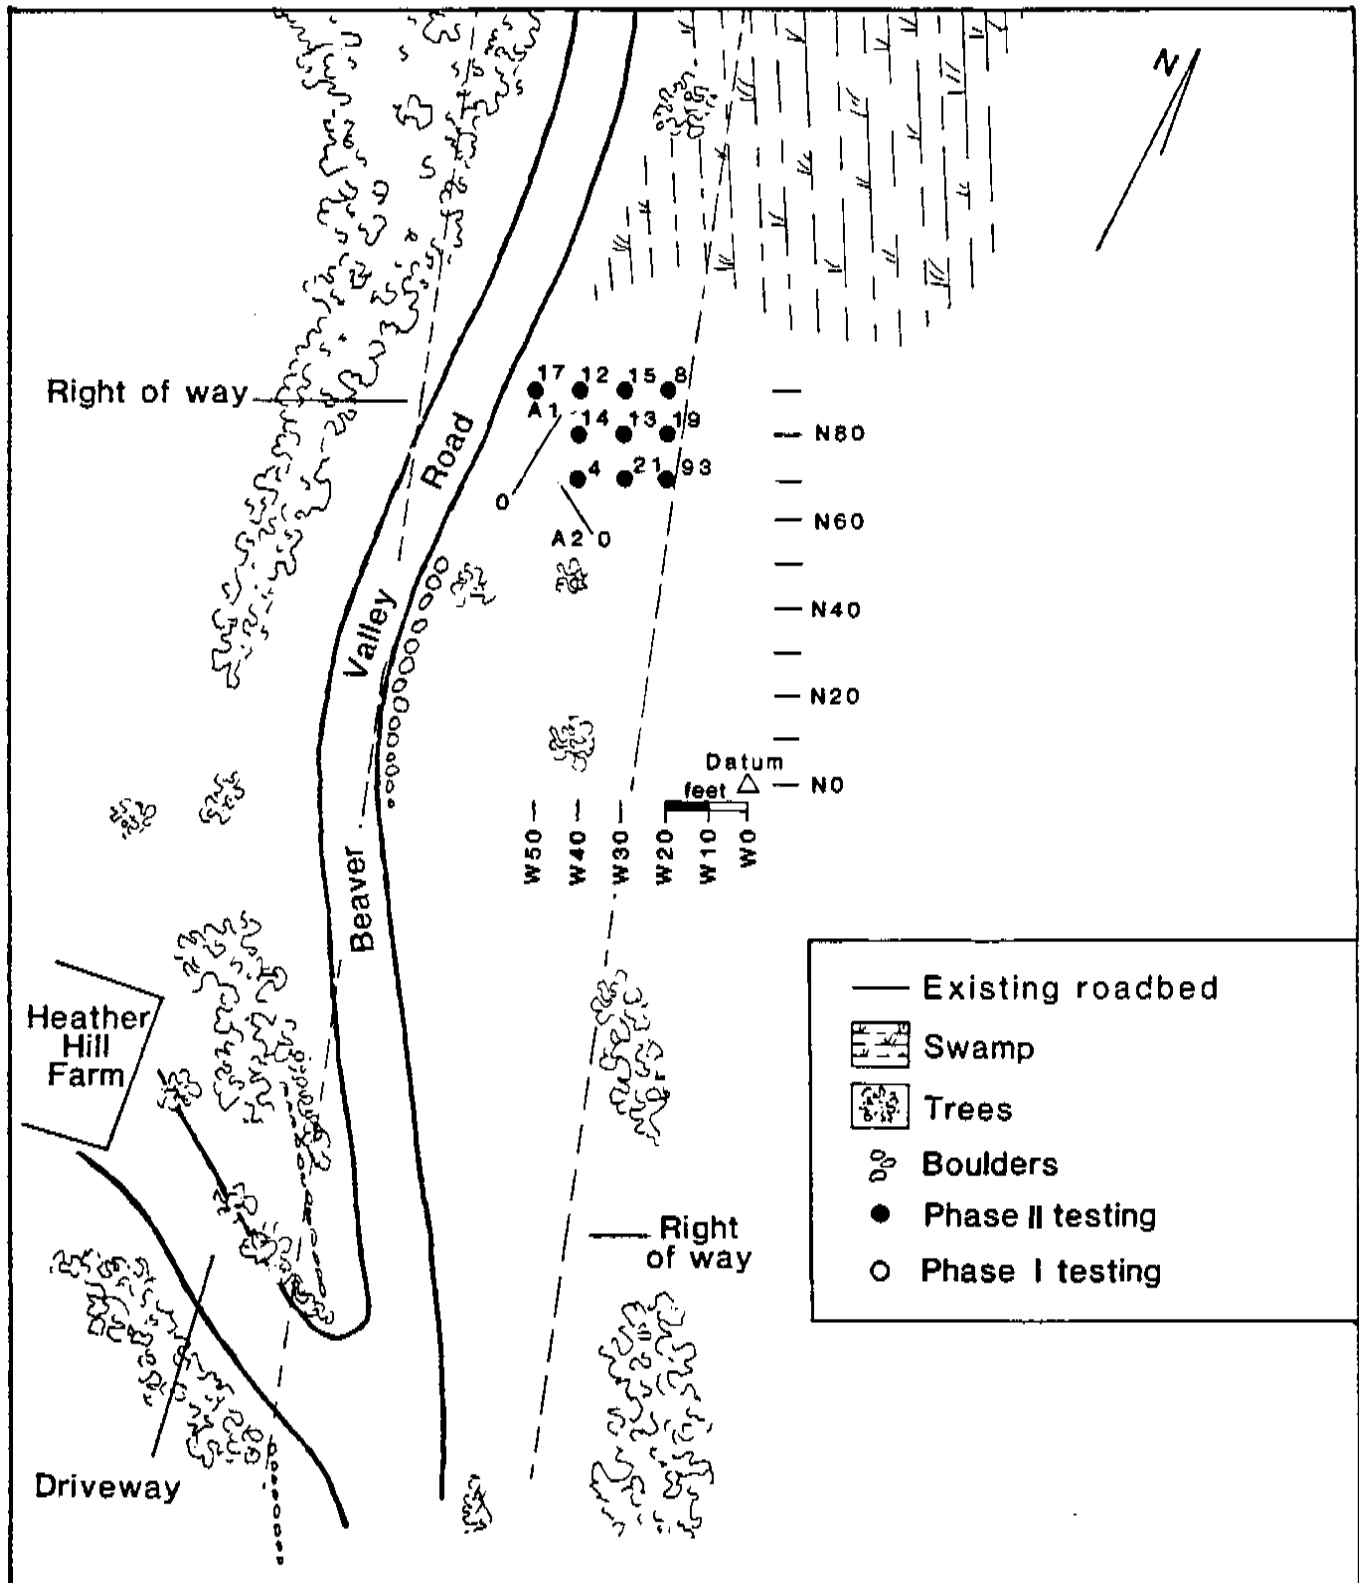 N
Right of way
17 12 15 8
A1 14 13 19
N80
4 21 93
O
N60
A2 O
Road
Valley
Beaver
N40
N20
Datum
N0
feet
W50 W40 W30 W20 W10 W0
Heather
Hill
Farm
Existing roadbed
Swamp
Trees
Boulders
Phase II testing
Phase I testing
Right
of way
Driveway